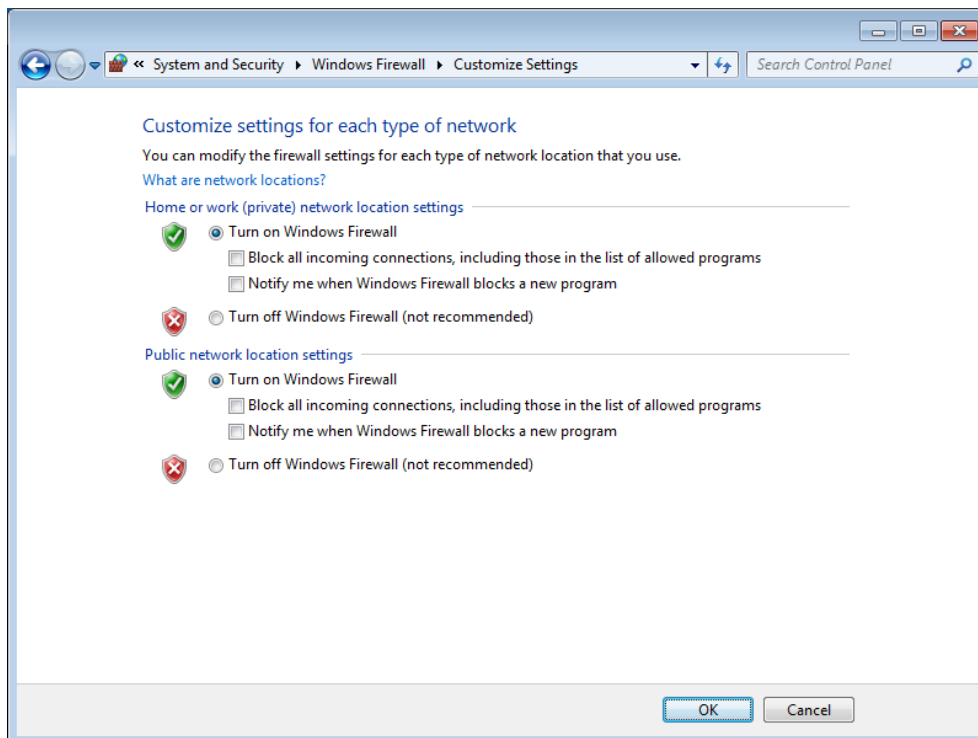 « System and Security ▸ Windows Firewall ▸ Customize Settings
Search Control Panel
Customize settings for each type of network
You can modify the firewall settings for each type of network location that you use.
What are network locations?
Home or work (private) network location settings
Turn on Windows Firewall
Block all incoming connections, including those in the list of allowed programs
Notify me when Windows Firewall blocks a new program
Turn off Windows Firewall (not recommended)
Public network location settings
Turn on Windows Firewall
Block all incoming connections, including those in the list of allowed programs
Notify me when Windows Firewall blocks a new program
Turn off Windows Firewall (not recommended)
OK
Cancel